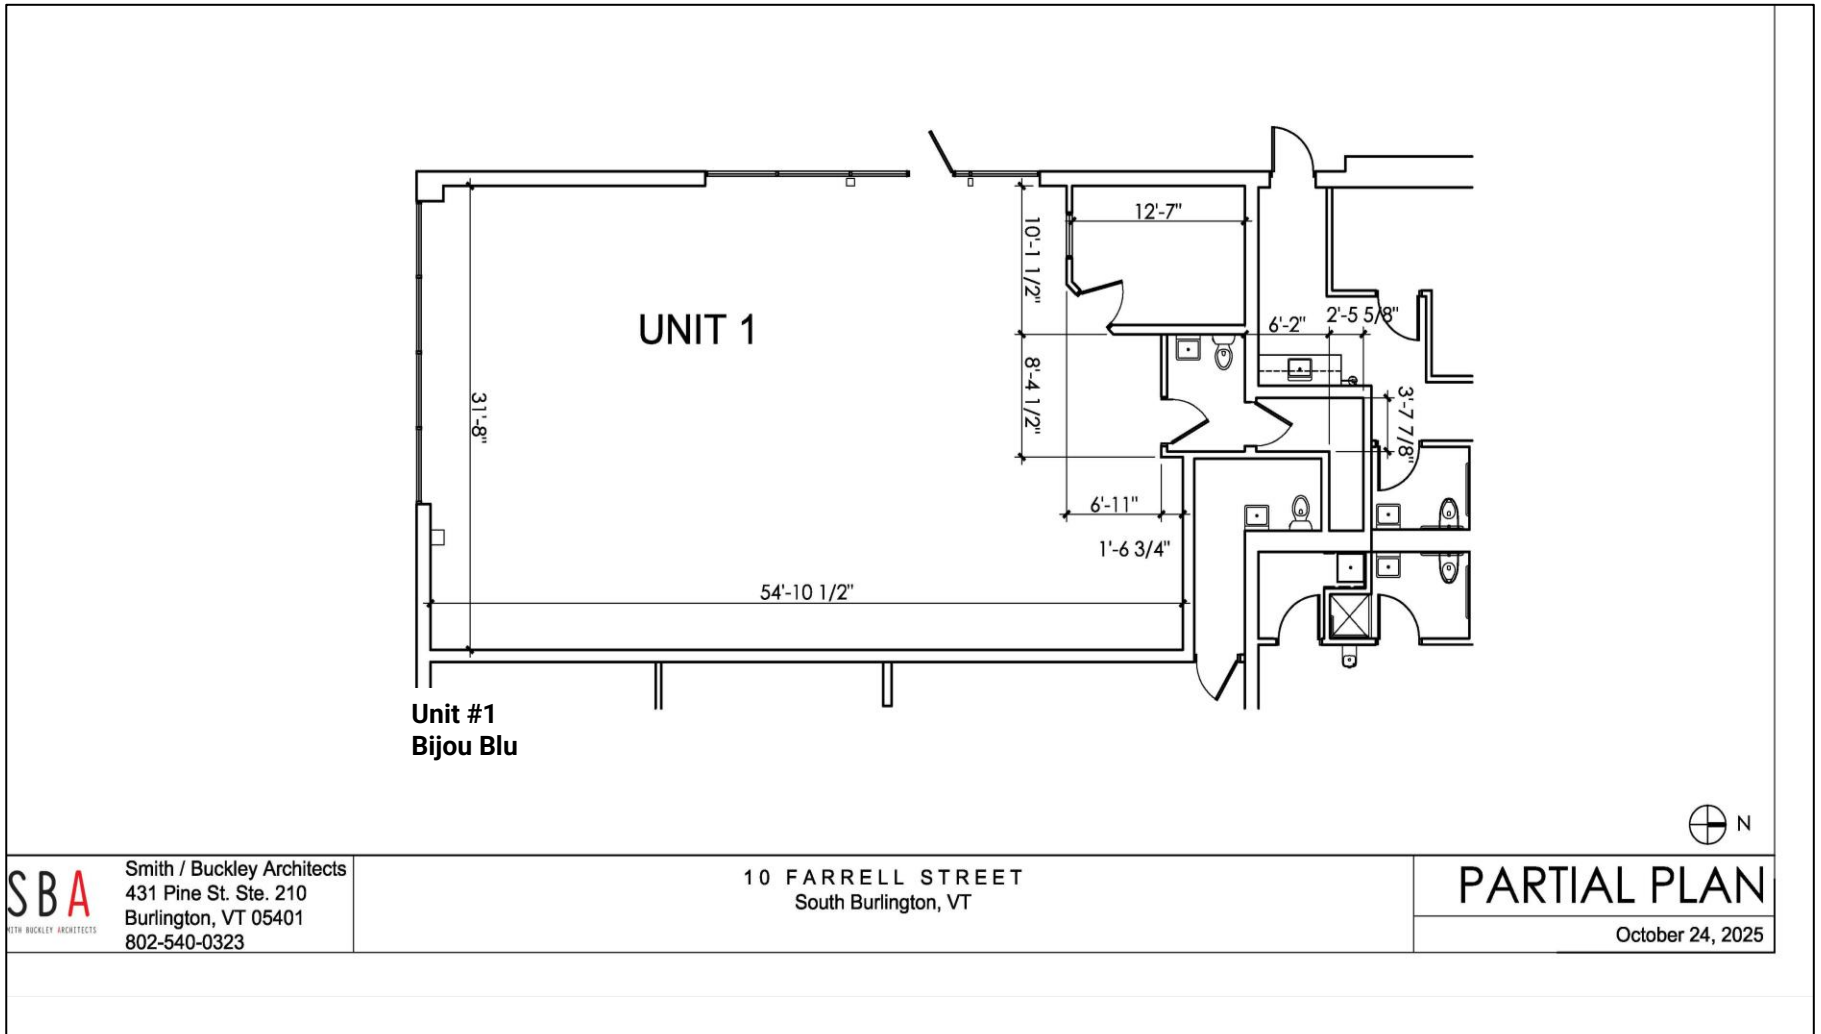 12'-7"
10'-1 1/2"
UNIT 1
6'-2"
2'-5 5/8"
8'-4 1/2"
31'-8"
3'-7 7/8"
6'-11"
1'-6 3/4"
54'-10 1/2"
Unit #1
Bijou Blu
N
SBA
SMITH BUCKLEY ARCHITECTS
Smith / Buckley Architects
431 Pine St. Ste. 210
Burlington, VT 05401
802-540-0323
10 FARRELL STREET
South Burlington, VT
PARTIAL PLAN
October 24, 2025